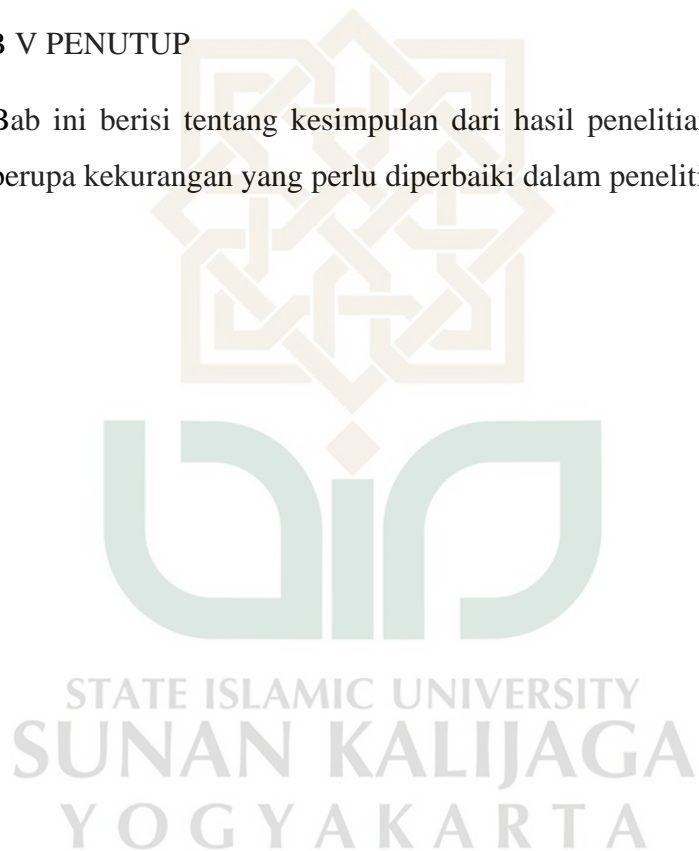 B V PENUTUP
Bab ini berisi tentang kesimpulan dari hasil penelitian
berupa kekurangan yang perlu diperbaiki dalam
STATE ISLAMIC UNIVERSITY
SUNAN KALIJAGA
YOGYAKARTA